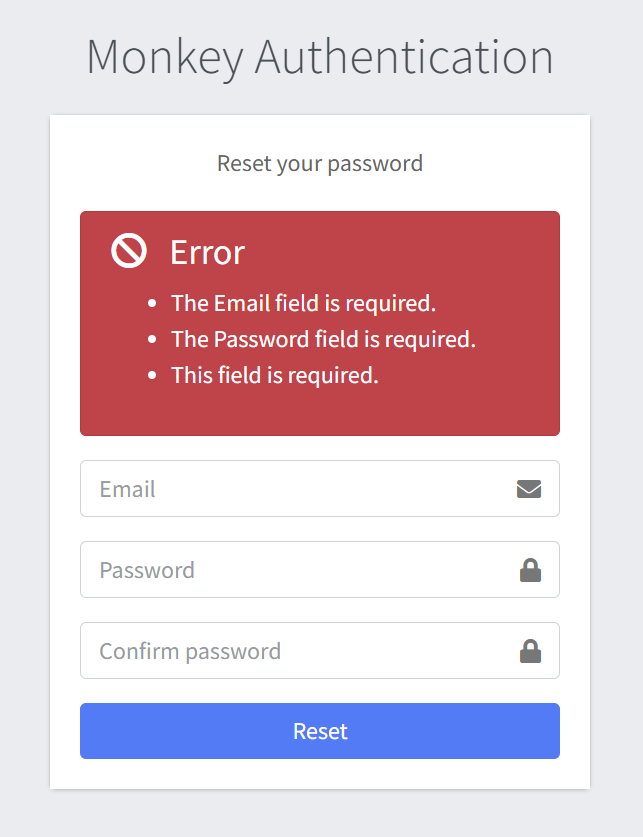 Monkey Authentication
Reset your password
Error
The Email field is required.
The Password field is required.
This field is required.
Email
Password
Confirm password
Reset